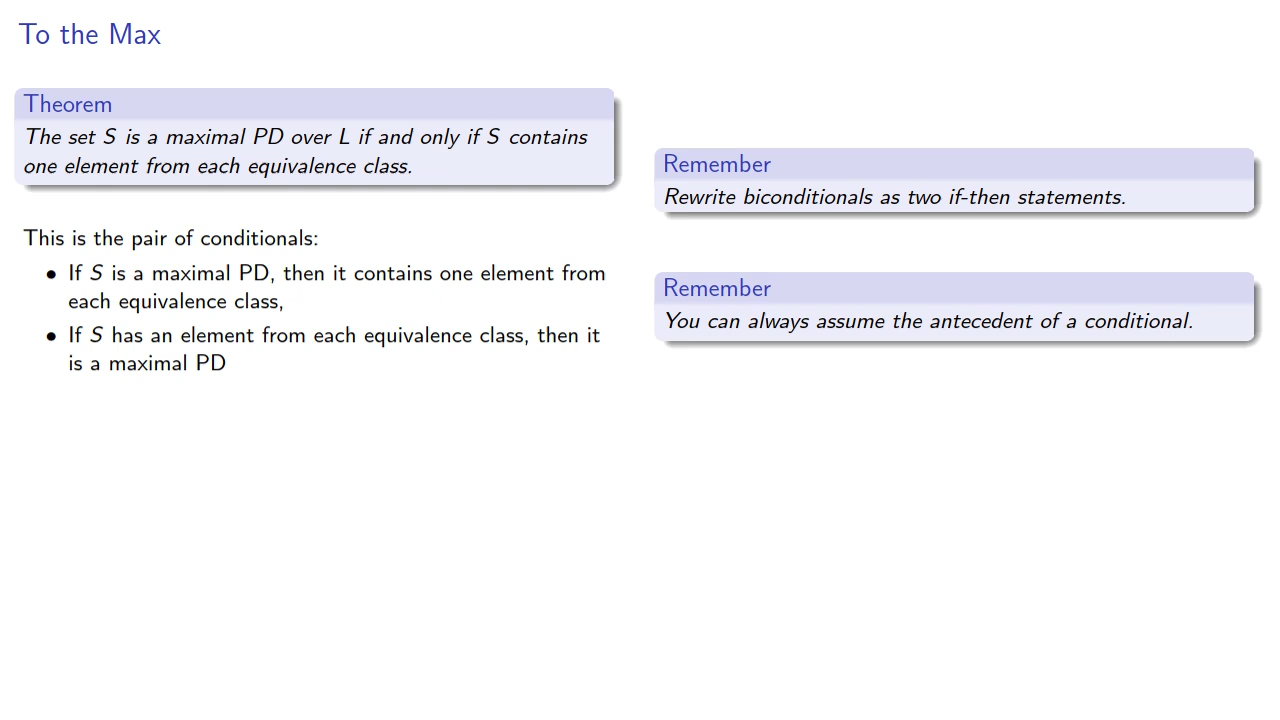 To the Max
Theorem
The set S is a maximal PD over L if and only if S contains
one element from each equivalence class.
This is the pair of conditionals:
• If S is a maximal PD, then it contains one element from
each equivalence class,
• If S has an element from each equivalence class, then it
is a maximal PD
Remember
Rewrite biconditionals as two if-then statements.
Remember
You can always assume the antecedent of a conditional.